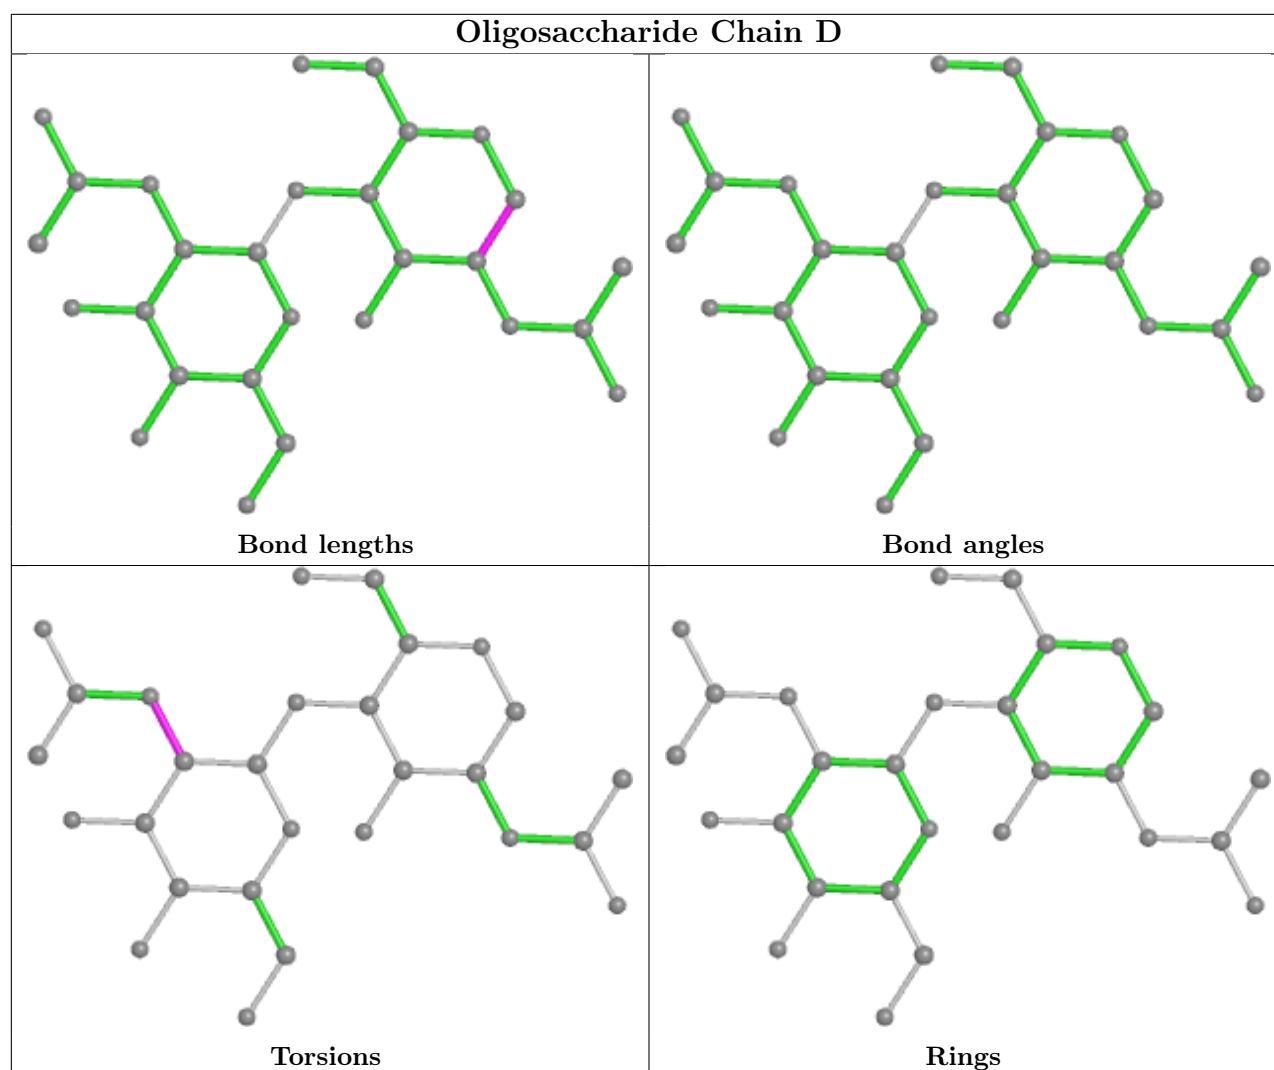 Oligosaccharide Chain D
Bond lengths
Bond angles
Torsions
Rings